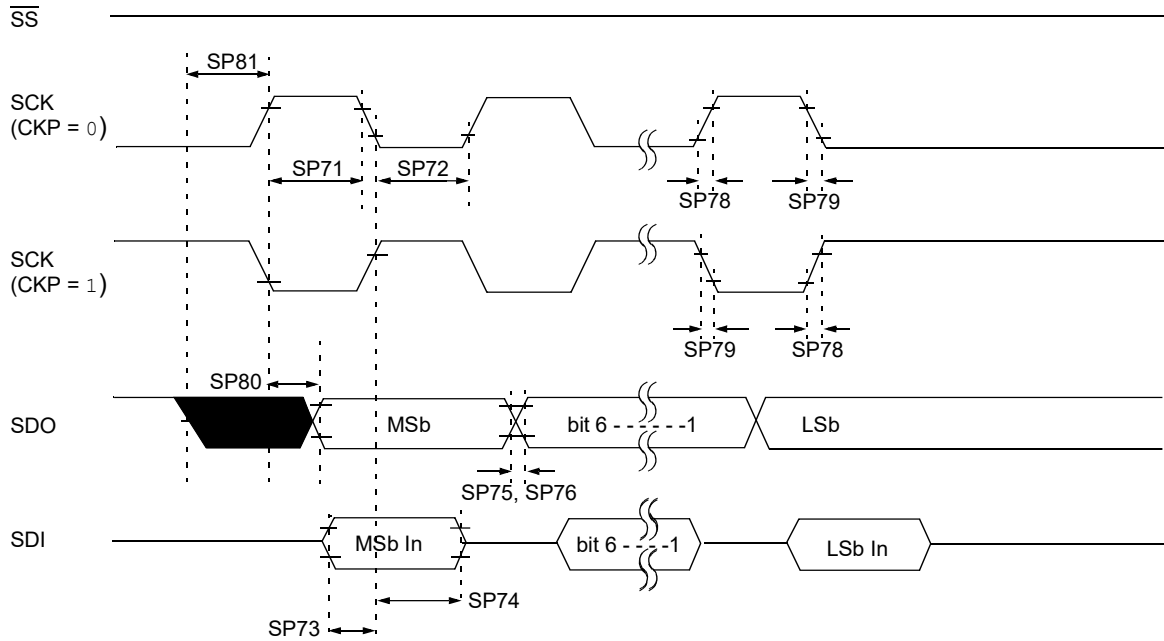 SS
SP81
SCK
(CKP = 0)
SP71
SP72
SP78
SP79
SCK
(CKP = 1)
SP79
SP78
SP80
SDO
MSb
bit 6 - - - - - -1
LSb
SP75, SP76
SDI
MSb In
bit 6 - - - - -1
LSb In
SP74
SP73